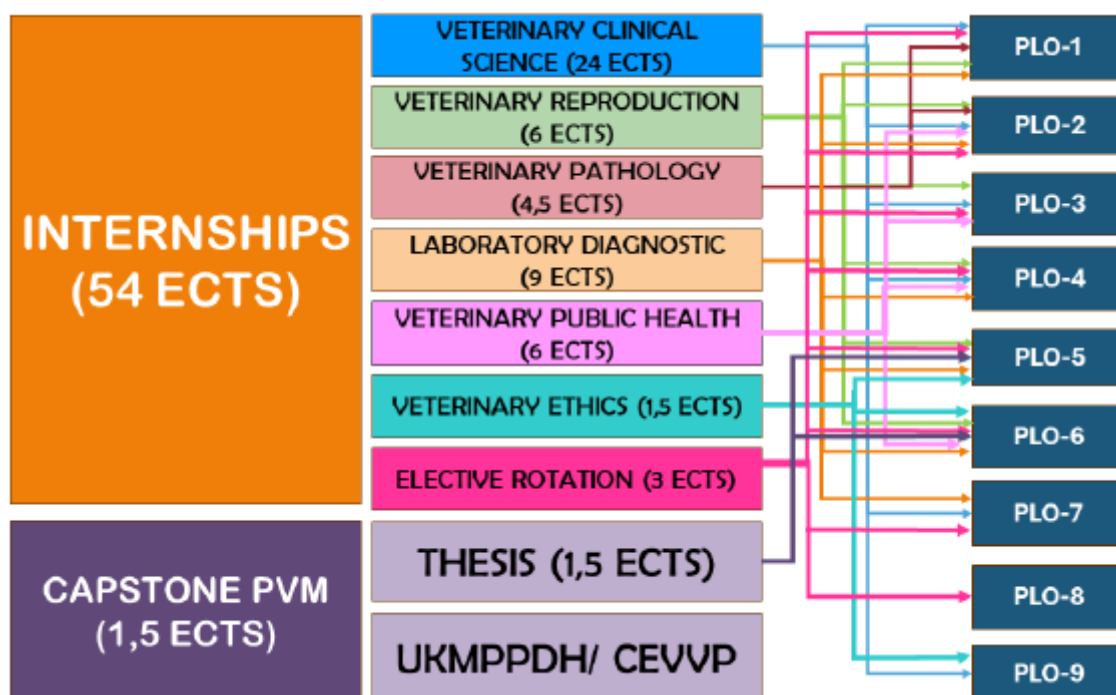 INTERNSHIPS
(54 ECTS)
CAPSTONE PVM
(1,5 ECTS)
VETERINARY CLINICAL
SCIENCE (24 ECTS)
VETERINARY REPRODUCTION
(6 ECTS)
VETERINARY PATHOLOGY
(4,5 ECTS)
LABORATORY DIAGNOSTIC
(9 ECTS)
VETERINARY PUBLIC HEALTH
(6 ECTS)
VETERINARY ETHICS (1,5 ECTS)
ELECTIVE ROTATION (3 ECTS)
THESIS (1,5 ECTS)
UKMPPDH/ CEVVP
PLO-1
PLO-2
PLO-3
PLO-4
PLO-5
PLO-6
PLO-7
PLO-8
PLO-9